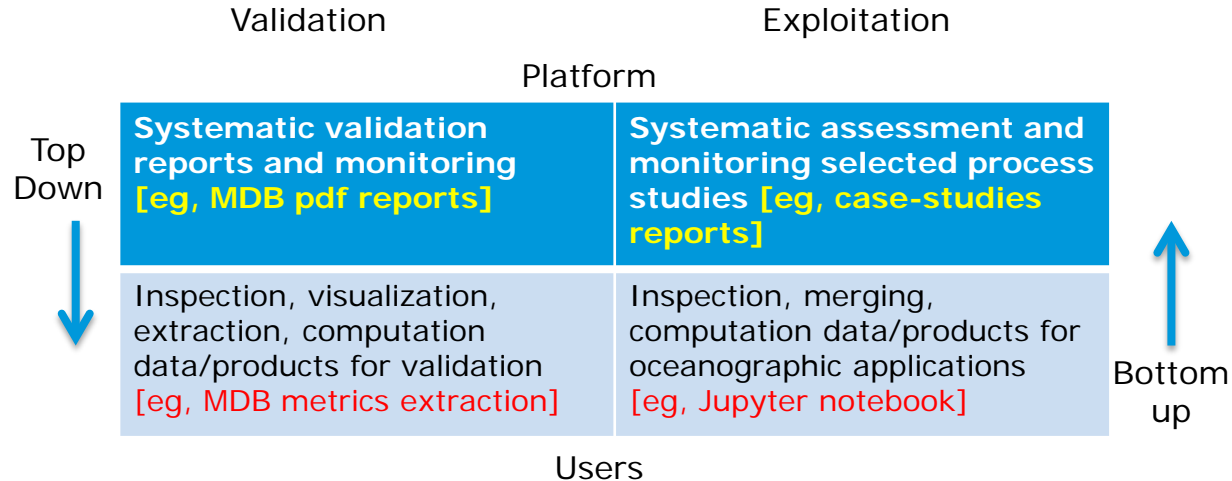 Validation
Exploitation
Platform
Top
Down
Systematic validation
reports and monitoring
[eg, MDB pdf reports]
Systematic assessment and
monitoring selected process
studies [eg, case-studies
reports]
Inspection, visualization,
extraction, computation
data/products for validation
[eg, MDB metrics extraction]
Inspection, merging,
computation data/products for
oceanographic applications
[eg, Jupyter notebook]
Bottom
up
Users